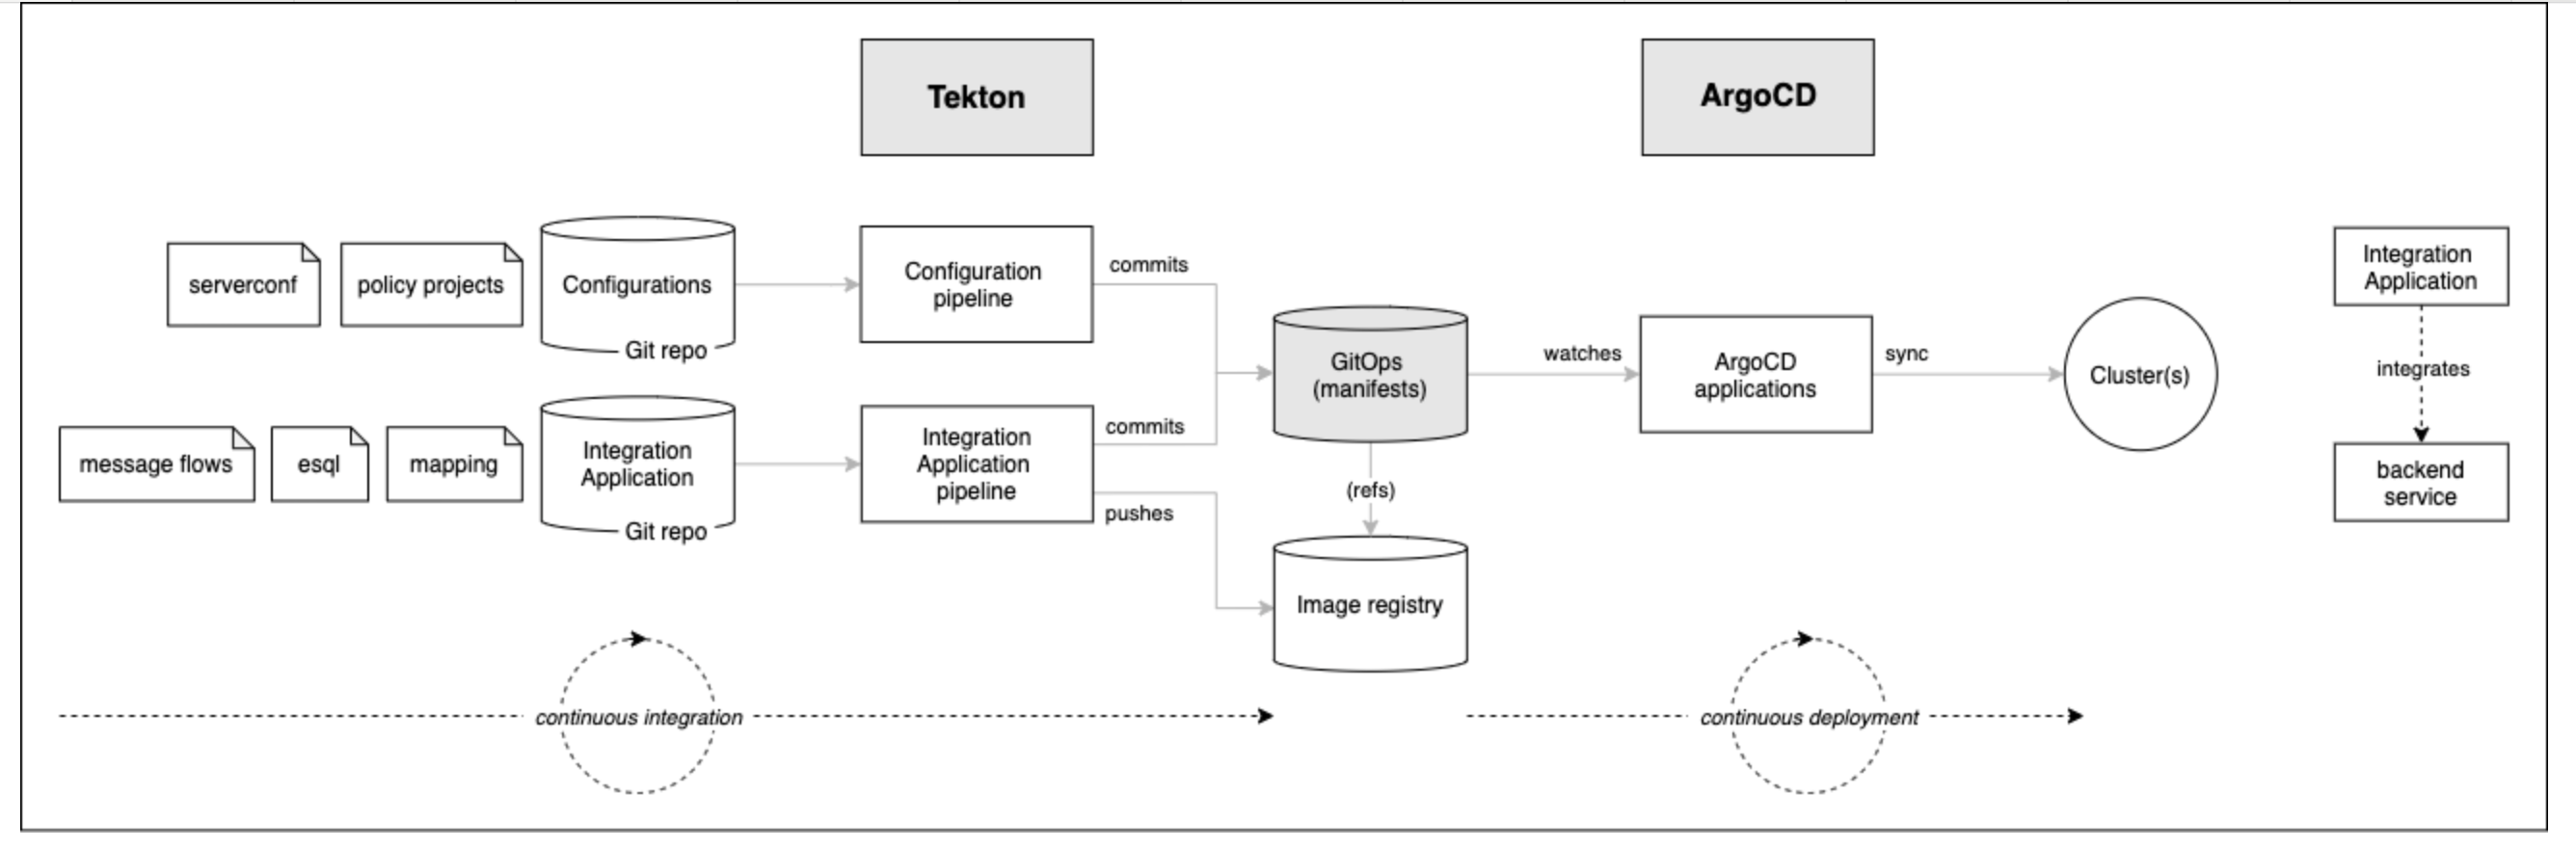 Tekton
ArgoCD
serverconf
policy projects
Configurations
Git repo
Configuration
pipeline
commits
message flows
esql
mapping
Integration
Application
Git repo
Integration
Application
pipeline
commits
pushes
GitOps
(manifests)
(refs)
Image registry
watches
ArgoCD
applications
sync
Cluster(s)
Integration
Application
integrates
backend
service
continuous integration
continuous deployment